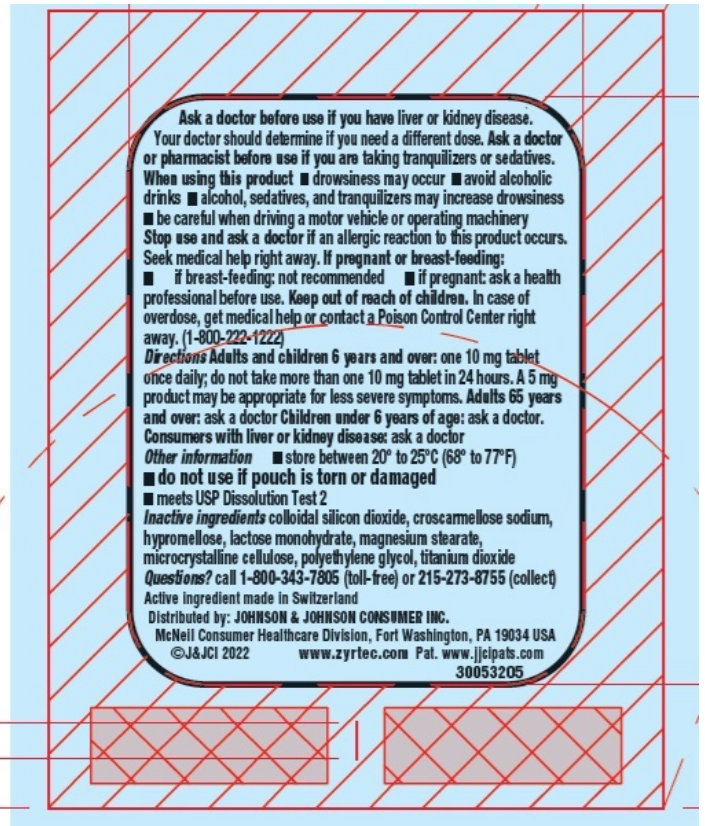 Ask a doctor before use if you have liver or kidney disease.
Your doctor should determine if you need a different dose. Ask a doctor
or pharmacist before use if you are taking tranquilizers or sedatives.
When using this product ■ drowsiness may occur ■ avoid alcoholic
drinks ■ alcohol, sedatives, and tranquilizers may increase drowsiness
■ be careful when driving a motor vehicle or operating machinery
Stop use and ask a doctor if an allergic reaction to this product occurs.
Seek medical help right away. If pregnant or breast-feeding:
■ if breast-feeding: not recommended ■ if pregnant: ask a health
professional before use. Keep out of reach of children. In case of
overdose, get medical help or contact a Poison Control Center right
away. (1-800-222-1222)
Directions Adults and children 6 years and over: one 10 mg tablet
once daily; do not take more than one 10 mg tablet in 24 hours. A 5 mg
product may be appropriate for less severe symptoms. Adults 65 years
and over: ask a doctor Children under 6 years of age: ask a doctor.
Consumers with liver or kidney disease: ask a doctor
Other information ■ store between 20° to 25°C (68° to 77°F)
■ do not use if pouch is torn or damaged
■ meets USP Dissolution Test 2
Inactive ingredients colloidal silicon dioxide, croscarmellose sodium,
hypromellose, lactose monohydrate, magnesium stearate,
microcrystalline cellulose, polyethylene glycol, titanium dioxide
Questions? call 1-800-343-7805 (toll-free) or 215-273-8755 (collect)
Active ingredient made in Switzerland
Distributed by: JOHNSON & JOHNSON CONSUMER INC.
McNeil Consumer Healthcare Division, Fort Washington, PA 19034 USA
©J&JCI 2022 www.zyrtec.com Pat. www.jjcipats.com
30053205